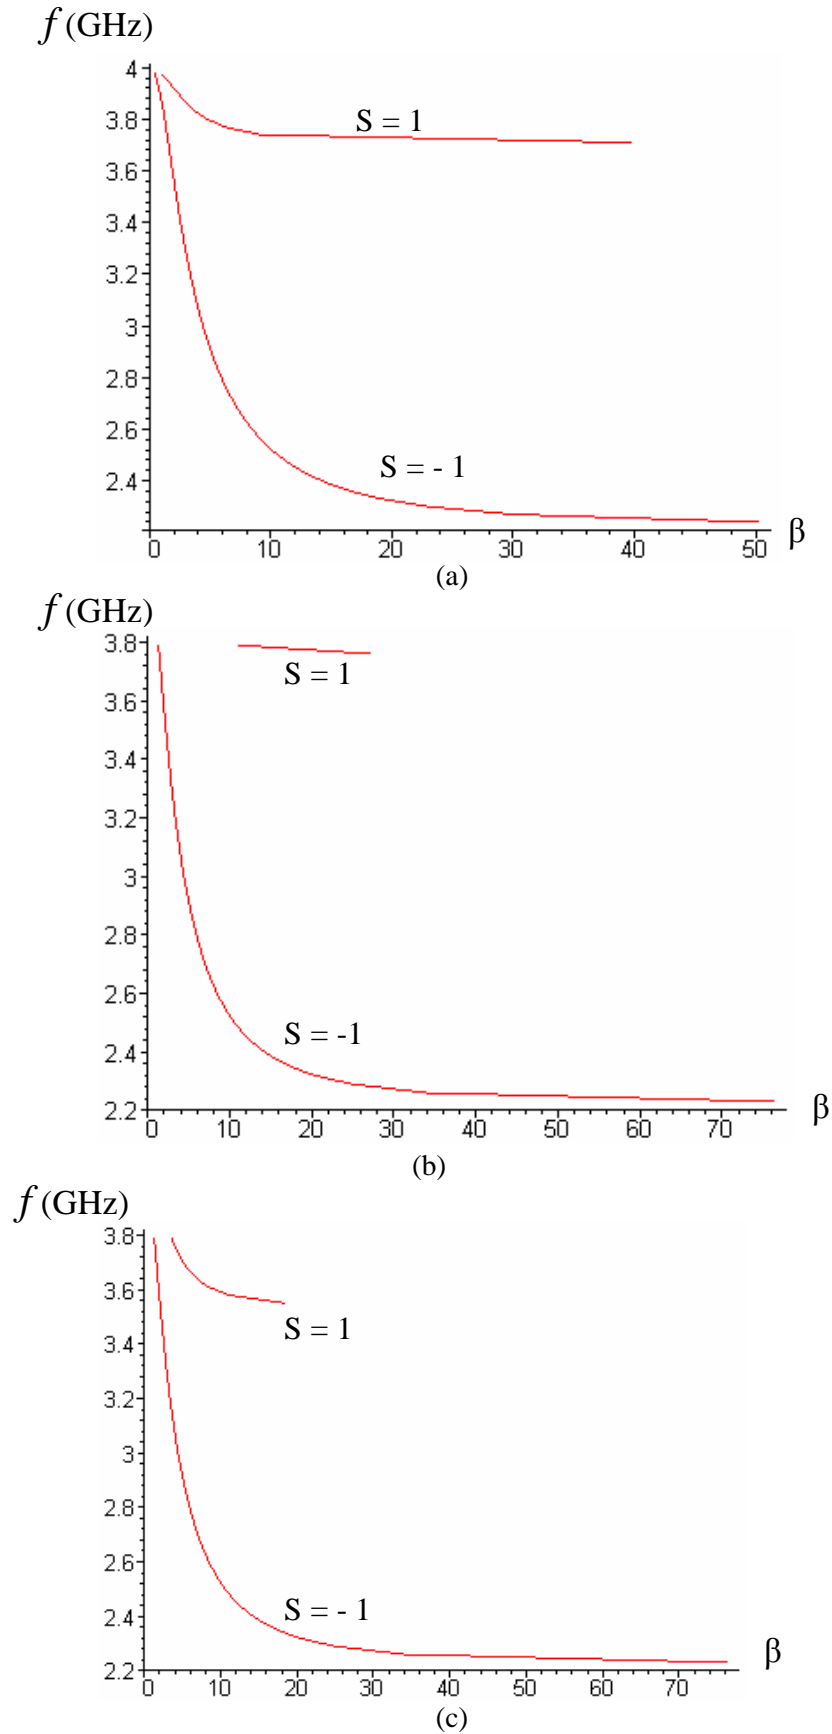 f (GHz)
4
S = 1
3.8
3.6
3.4
3.2
3
2.8
2.6
S = - 1
2.4
0 10 20 30 40 50 β
(a)
f (GHz)
3.8
S = 1
3.6
3.4
3.2
3
2.8
2.6
S = -1
2.4
2.2
0 10 20 30 40 50 60 70 β
(b)
f (GHz)
3.8
3.6
S = 1
3.4
3.2
3
2.8
2.6
S = - 1
2.4
2.2
0 10 20 30 40 50 60 70 β
(c)